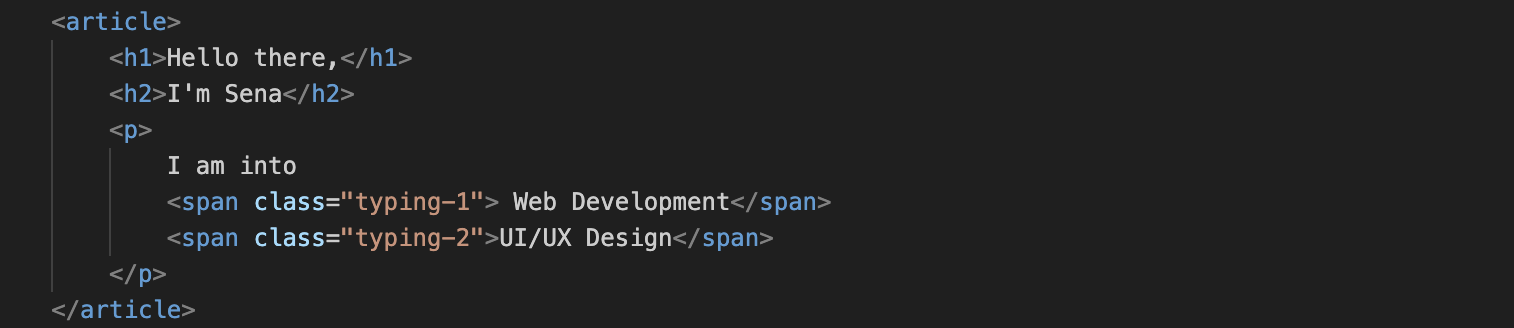 <article>
<h1>Hello there,</h1>
<h2>I'm Sena</h2>
<p>
I am into
<span class="typing-1"> Web Development</span>
<span class="typing-2">UI/UX Design</span>
</p>
</article>